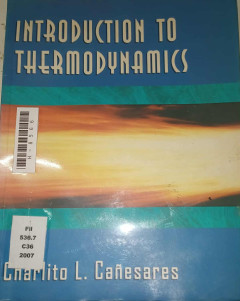 INTRODUCTION TO
THERMODYNAMICS
Fil
536.7
C36
2007
Charlito L. Cañesares